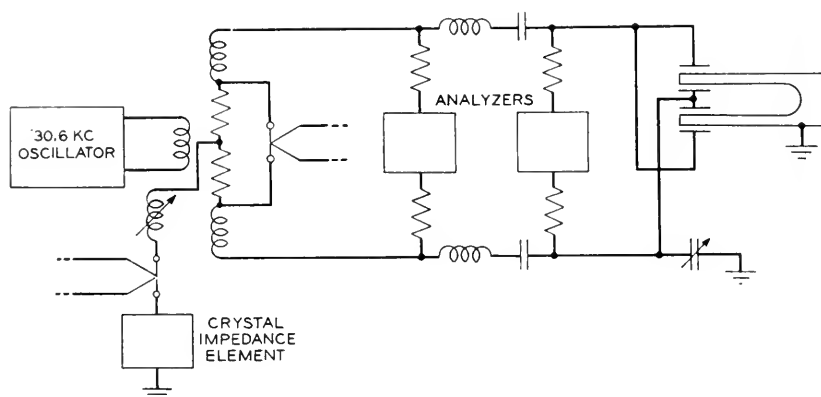 30.6 KC
OSCILLATOR
ANALYZERS
CRYSTAL
IMPEDANCE
ELEMENT